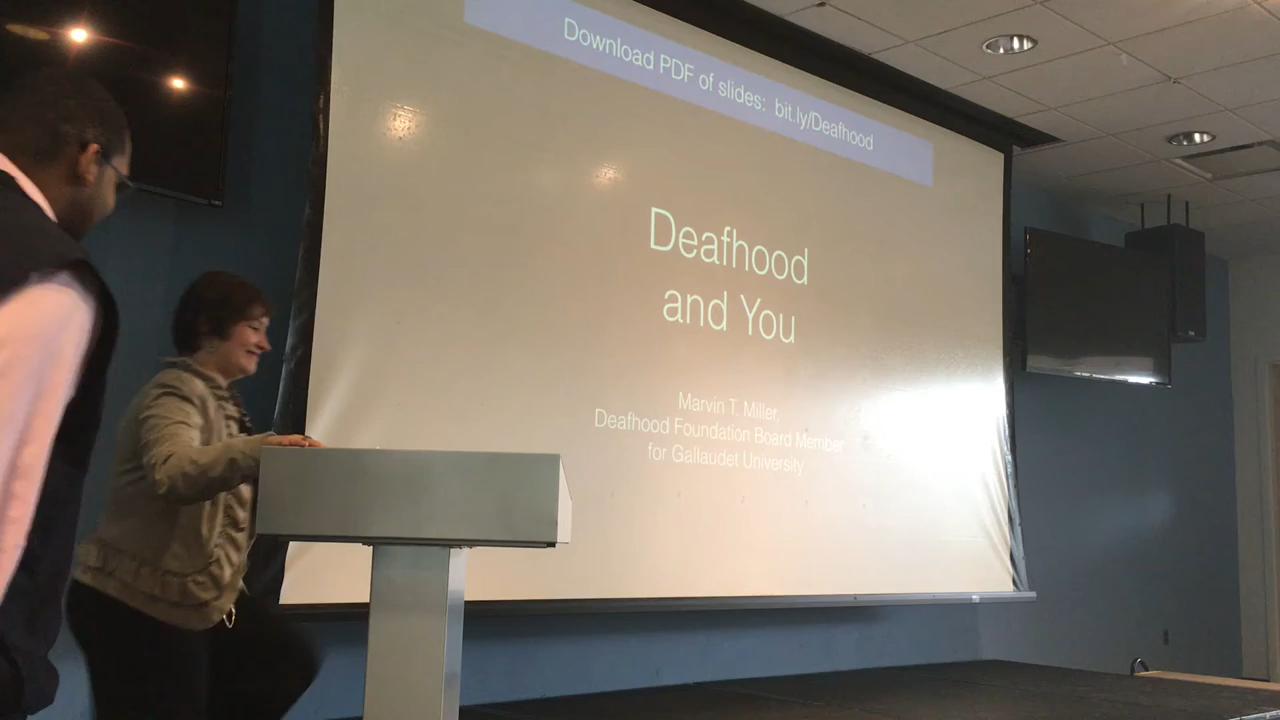 Download PDF of slides: bit.ly/Deafhood
Deafhood
and You
Marvin T. Miller,
Deafhood Foundation Board Member
for Gallaudet University